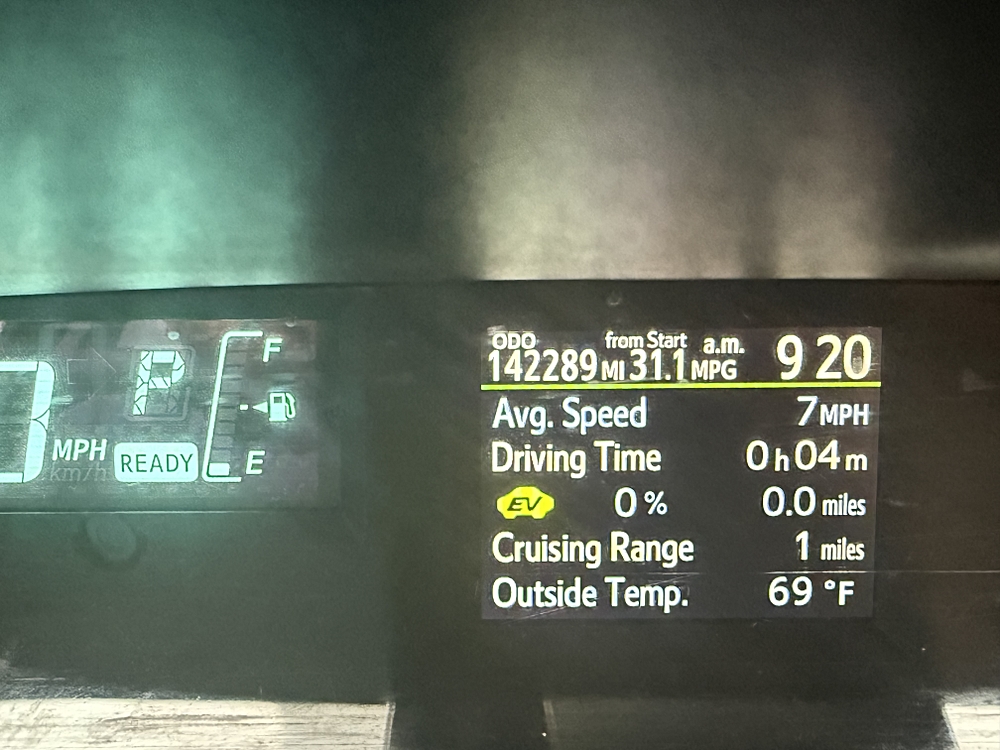 P
F
MPH
km/h
READY
E
ODO from Start a.m. 9 20
142289 MI 31.1 MPG
Avg. Speed 7 MPH
Driving Time 0 h 04 m
EV 0 % 0.0 miles
Cruising Range 1 miles
Outside Temp. 69 °F